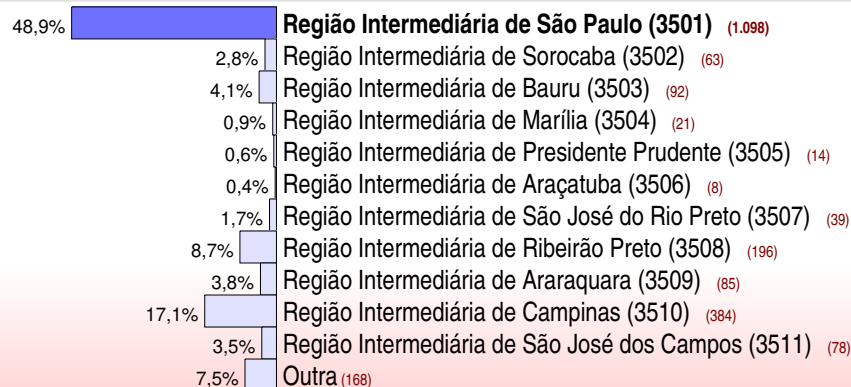 48,9% Região Intermediária de São Paulo (3501) (1.098)
2,8% Região Intermediária de Sorocaba (3502) (63)
4,1% Região Intermediária de Bauru (3503) (92)
0,9% Região Intermediária de Marília (3504) (21)
0,6% Região Intermediária de Presidente Prudente (3505) (14)
0,4% Região Intermediária de Araçatuba (3506) (8)
1,7% Região Intermediária de São José do Rio Preto (3507) (39)
8,7% Região Intermediária de Ribeirão Preto (3508) (196)
3,8% Região Intermediária de Araraquara (3509) (85)
17,1% Região Intermediária de Campinas (3510) (384)
3,5% Região Intermediária de São José dos Campos (3511) (78)
7,5% Outra (168)